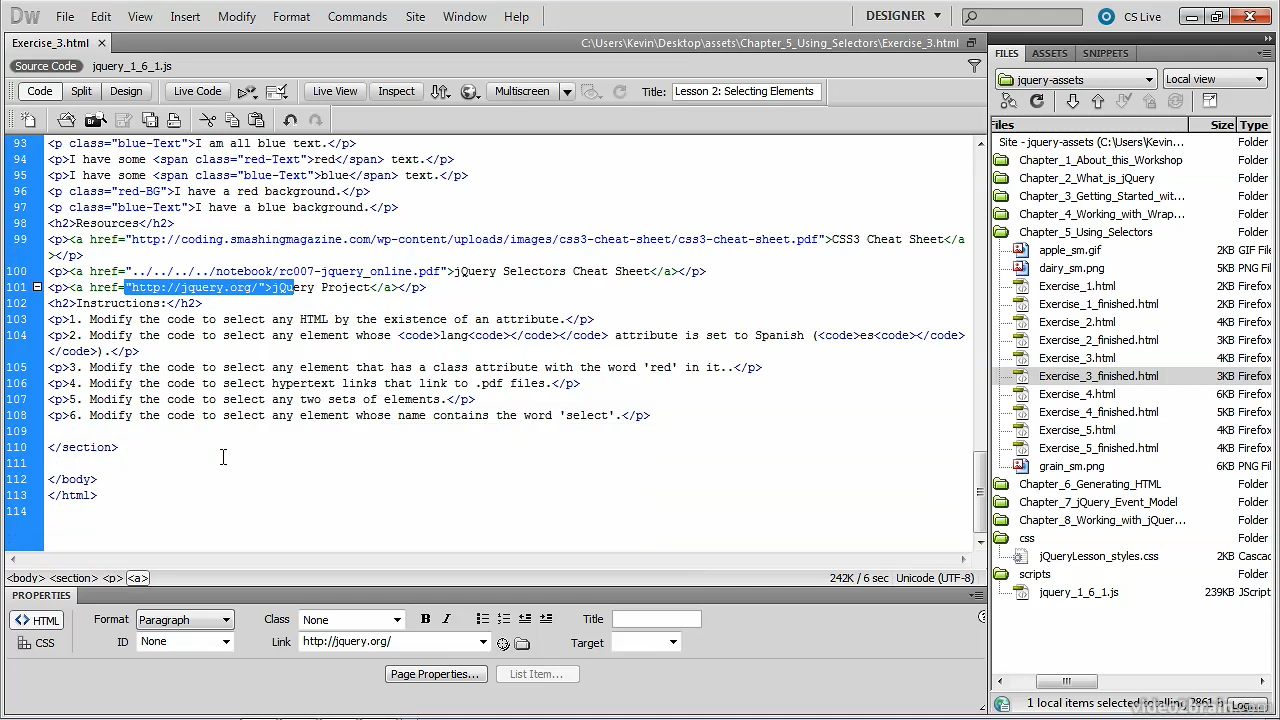 Dw File Edit View Insert Modify Format Commands Site Window Help DESIGNER CS Live
Exercise_3.html C:\Users\Kevin\Desktop\assets\Chapter_5_Using_Selectors\Exercise_3.html
Source Code jquery_1_6_1.js
Code Split Design Live Code Live View Inspect Multiscreen Title: Lesson 2: Selecting Elements
93 <p class="blue-Text">I am all blue text.</p>
94 <p>I have some <span class="red-Text">red</span> text.</p>
95 <p>I have some <span class="blue-Text">blue</span> text.</p>
96 <p class="red-BG">I have a red background.</p>
97 <p class="blue-Text">I have a blue background.</p>
98 <h2>Resources</h2>
99 <p><a href="http://coding.smashingmagazine.com/wp-content/uploads/images/css3-cheat-sheet/css3-cheat-sheet.pdf">CSS3 Cheat Sheet</a
></p>
100 <p><a href="../../../../notebook/rc007-jquery_online.pdf">jQuery Selectors Cheat Sheet</a></p>
101 <p><a href="http://jquery.org/">jQuery Project</a></p>
102 <h2>Instructions:</h2>
103 <p>1. Modify the code to select any HTML by the existence of an attribute.</p>
104 <p>2. Modify the code to select any element whose <code>lang<code></code></code> attribute is set to Spanish (<code>es<code></code>
</code>).</p>
105 <p>3. Modify the code to select any element that has a class attribute with the word 'red' in it..</p>
106 <p>4. Modify the code to select hypertext links that link to .pdf files.</p>
107 <p>5. Modify the code to select any two sets of elements.</p>
108 <p>6. Modify the code to select any element whose name contains the word 'select'.</p>
109
110 </section>
111
112 </body>
113 </html>
114
<body> <section> <p> <a> 242K / 6 sec Unicode (UTF-8)
PROPERTIES
<> HTML Format Paragraph Class None B I Title
CSS ID None Link http://jquery.org/ Target
Page Properties... List Item...
FILES ASSETS SNIPPETS
jquery-assets Local view
Files Size Type
Site - jquery-assets (C:\Users\Kevin... Folder
Chapter_1_About_this_Workshop Folder
Chapter_2_What_is_jQuery Folder
Chapter_3_Getting_Started_wit... Folder
Chapter_4_Working_with_Wrap... Folder
Chapter_5_Using_Selectors Folder
apple_sm.gif 2KB GIF File
dairy_sm.png 5KB PNG File
Exercise_1.html 2KB Firefox
Exercise_1_finished.html 2KB Firefox
Exercise_2.html 4KB Firefox
Exercise_2_finished.html 4KB Firefox
Exercise_3.html 4KB Firefox
Exercise_3_finished.html 3KB Firefox
Exercise_4.html 6KB Firefox
Exercise_4_finished.html 6KB Firefox
Exercise_5.html 4KB Firefox
Exercise_5_finished.html 4KB Firefox
grain_sm.png 6KB PNG File
Chapter_6_Generating_HTML Folder
Chapter_7_jQuery_Event_Model Folder
Chapter_8_Working_with_jQuer... Folder
css Folder
jQueryLesson_styles.css 2KB Cascad
scripts Folder
jquery_1_6_1.js 239KB JScript
1 local items selected totalling 2861 b Log...
video2brain.com